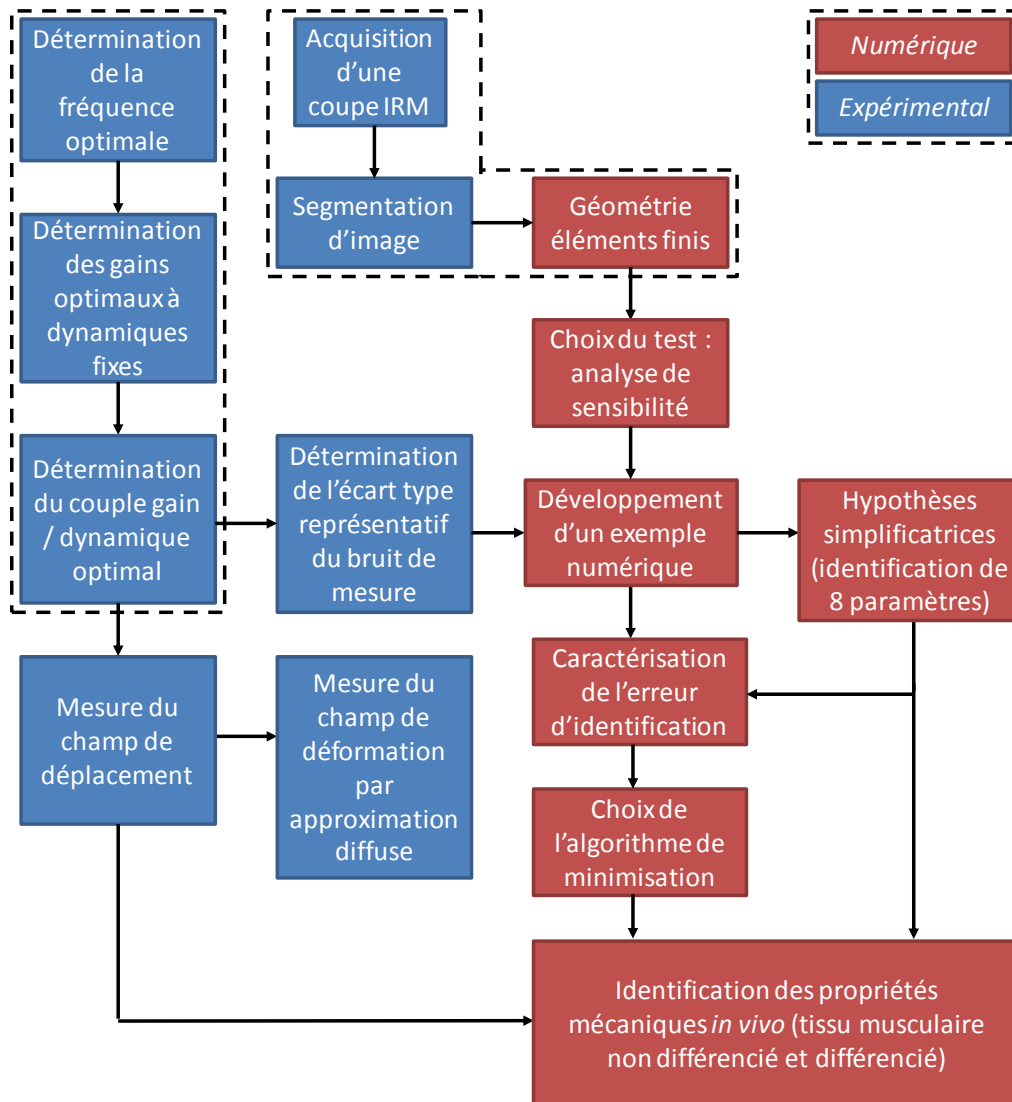 Détermination
de la
fréquence
optimale
Acquisition
d'une
coupe IRM
Numérique
Expérimental
Segmentation
d'image
Géométrie
éléments finis
Détermination
des gains
optimaux à
dynamiques
fixes
Choix du test :
analyse de
sensibilité
Détermination
du couple gain
/ dynamique
optimal
Détermination
de l'écart type
représentatif
du bruit de
mesure
Développement
d'un exemple
numérique
Hypothèses
simplificatrices
(identification de
8 paramètres)
Mesure du
champ de
déplacement
Mesure du
champ de
déformation
par
approximation
diffuse
Caractérisation
de l'erreur
d'identification
Choix de
l'algorithme de
minimisation
Identification des propriétés
mécaniques in vivo (tissu musculaire
non différencié et différencié)